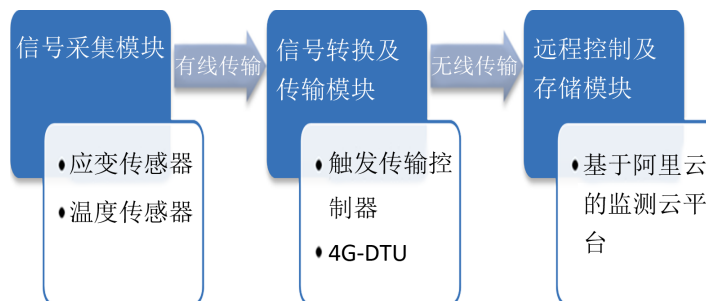 信号采集模块
有线传输
信号转换及
传输模块
无线传输
远程控制及
存储模块
•应变传感器
•温度传感器
•触发传输控
制器
•4G-DTU
•基于阿里云
的监测云平
台